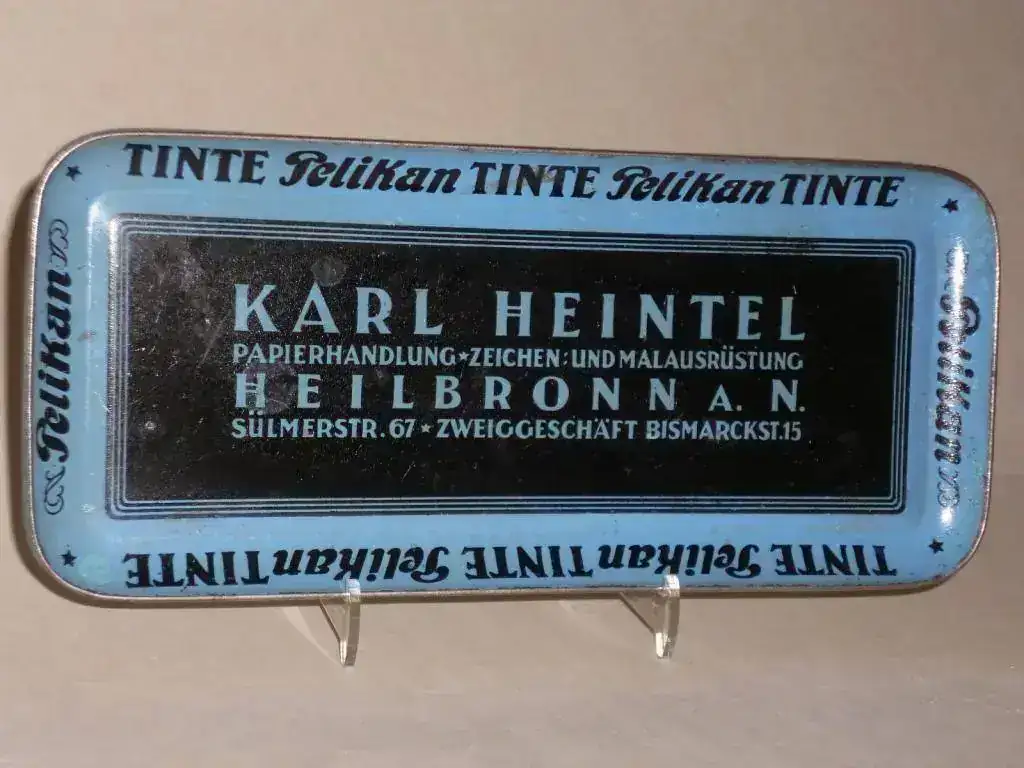 TINTE Pelikan TINTE Pelikan TINTE
Pelikan
KARL HEINTEL
PAPIERHANDLUNG★ZEICHEN-UND MALAUSRÜSTUNG
HEILBRONN A. N.
SÜLMERSTR. 67 ★ ZWEIGGESCHÄFT BISMARCKST.15
Pelikan
TINTE Pelikan TINTE Pelikan TINTE